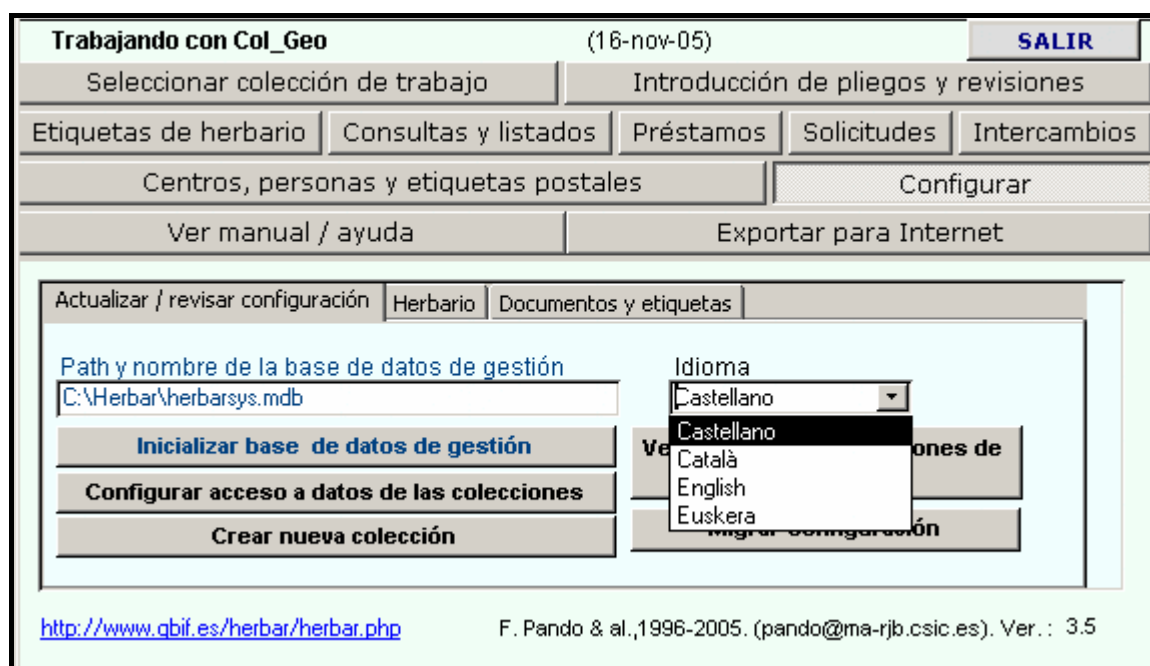 Trabajando con Col_Geo (16-nov-05) SALIR
Seleccionar colección de trabajo Introducción de pliegos y revisiones
Etiquetas de herbario Consultas y listados Préstamos Solicitudes Intercambios
Centros, personas y etiquetas postales Configurar
Ver manual / ayuda Exportar para Internet
Actualizar / revisar configuración Herbario Documentos y etiquetas
Path y nombre de la base de datos de gestión Idioma
C:\Herbar\herbarsys.mdb Castellano
Inicializar base de datos de gestión Castellano
Català
Configurar acceso a datos de las colecciones English
Euskera
Crear nueva colección
http://www.gbif.es/herbar/herbar.php F. Pando & al.,1996-2005. (pando@ma-rjb.csic.es). Ver. : 3.5